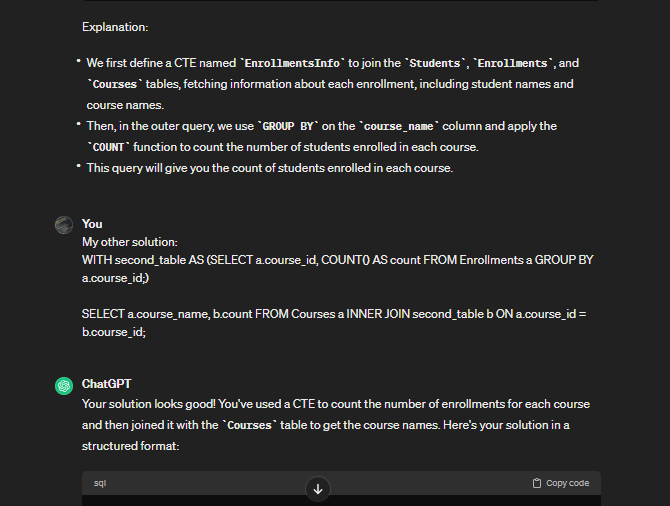 Explanation:
• We first define a CTE named `EnrollmentsInfo` to join the `Students`, `Enrollments`, and
`Courses` tables, fetching information about each enrollment, including student names and
course names.
• Then, in the outer query, we use `GROUP BY` on the `course_name` column and apply the
`COUNT` function to count the number of students enrolled in each course.
• This query will give you the count of students enrolled in each course.
You
My other solution:
WITH second_table AS (SELECT a.course_id, COUNT() AS count FROM Enrollments a GROUP BY
a.course_id;)
SELECT a.course_name, b.count FROM Courses a INNER JOIN second_table b ON a.course_id =
b.course_id;
ChatGPT
Your solution looks good! You've used a CTE to count the number of enrollments for each course
and then joined it with the `Courses` table to get the course names. Here's your solution in a
structured format:
sql
Copy code